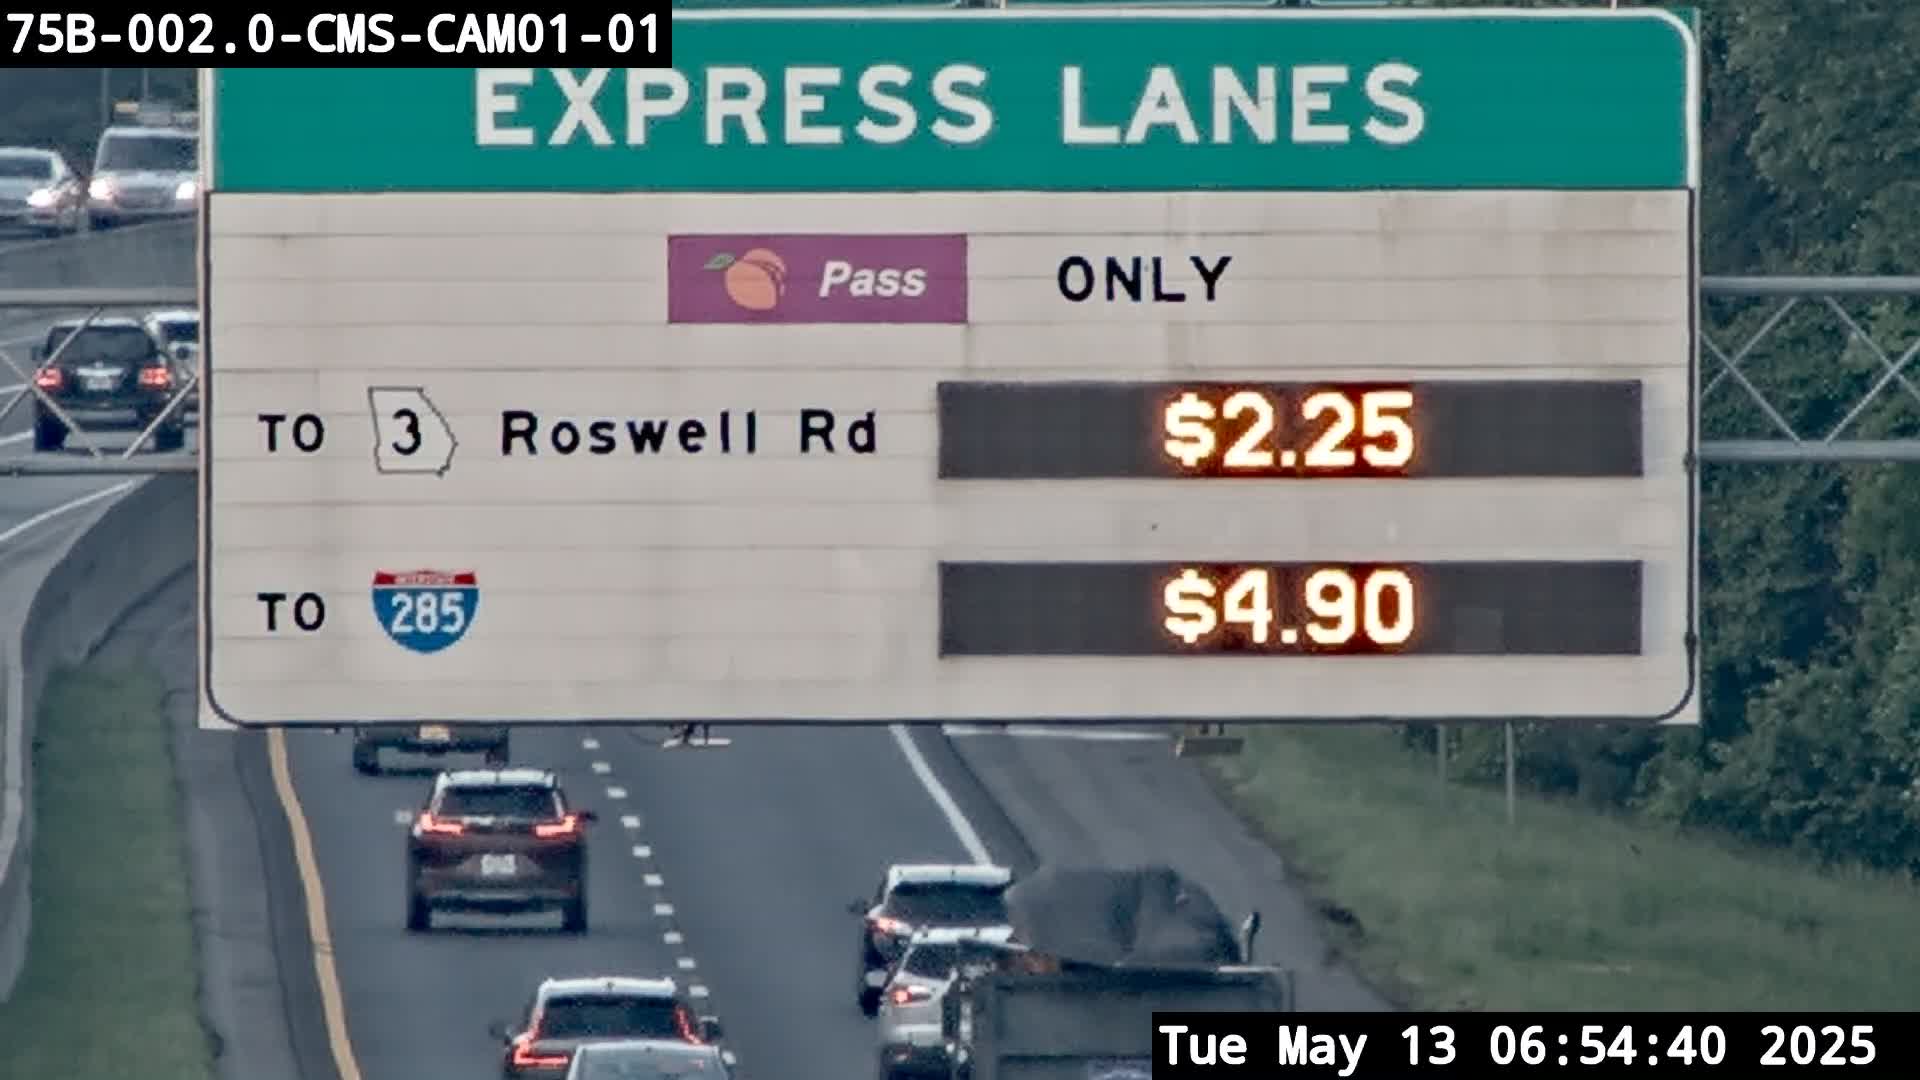 75B-002.0-CMS-CAM01-01
EXPRESS LANES
Pass ONLY
TO 3 Roswell Rd $2.25
TO 285 $4.90
Tue May 13 06:54:40 2025